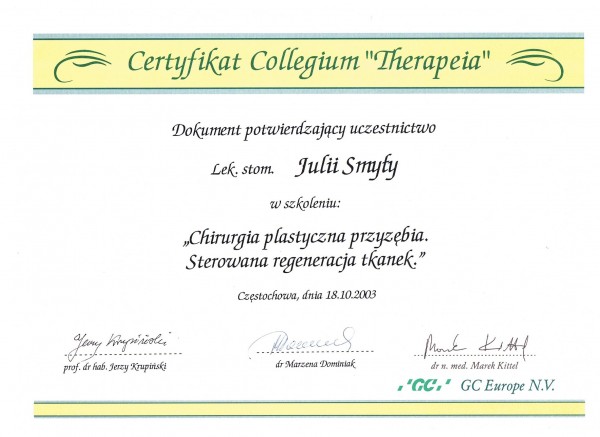 Certyfikat Collegium "Therapeia"
Dokument potwierdzający uczestnictwo
Lek. stom. Julii Smyły
w szkoleniu:
„Chirurgia plastyczna przyzębia.
Sterowana regeneracja tkanek.”
Częstochowa, dnia 18.10.2003
Jerzy Krupiński Marek Kittel
prof. dr hab. Jerzy Krupiński dr Marzena Dominiak dr n. med. Marek Kittel
"GC" GC Europe N.V.